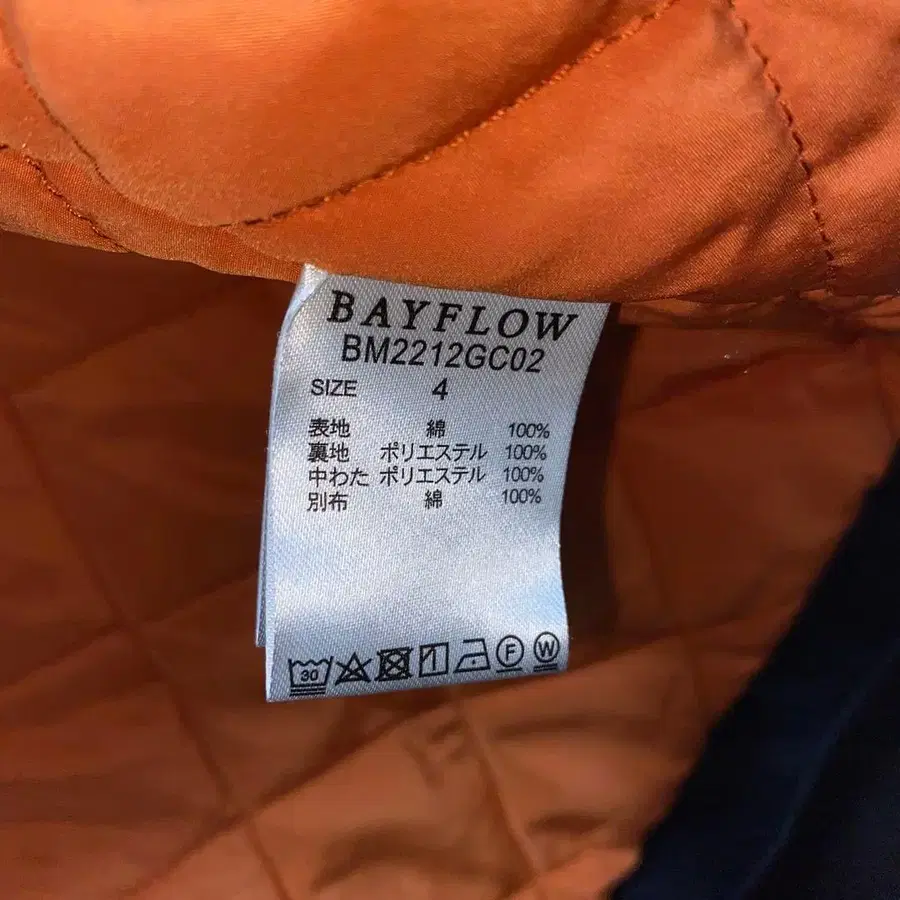 BAYFLOW
BM2212GC02
SIZE 4
表地 綿 100%
裏地 ポリエステル 100%
中わた ポリエステル 100%
別布 綿 100%
30 F W